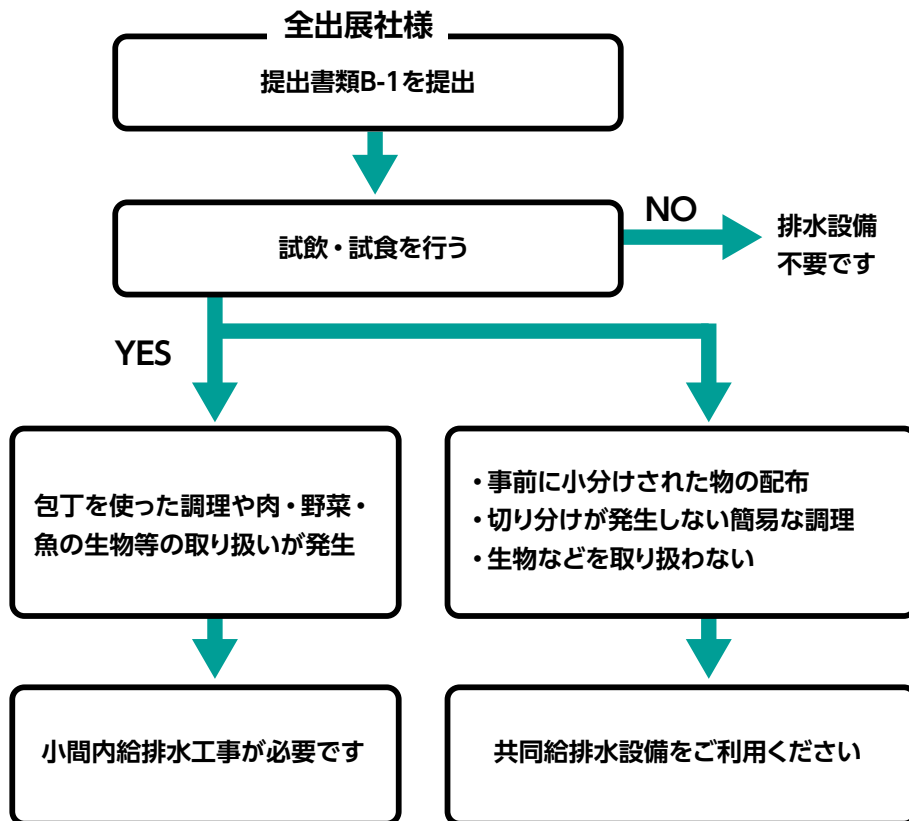 全出展社様
提出書類B-1を提出
試飲・試食を行う
NO
排水設備
不要です
YES
包丁を使った調理や肉・野菜・
魚の生物等の取り扱いが発生
・事前に小分けされた物の配布
・切り分けが発生しない簡易な調理
・生物などを取り扱わない
小間内給排水工事が必要です
共同給排水設備をご利用ください